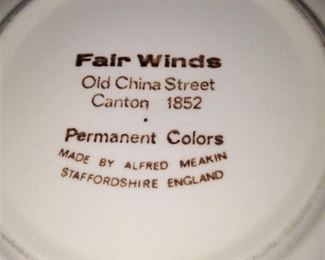 Fair Winds
Old China Street
Canton 1852
Permanent Colors
MADE BY ALFRED MEAKIN
STAFFORDSHIRE ENGLAND